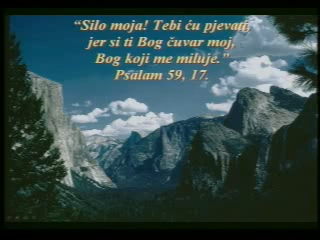 “Silo moja! Tebi ću pjevati,
jer si ti Bog čuvar moj,
Bog koji me miluje.”
Psalam 59, 17.